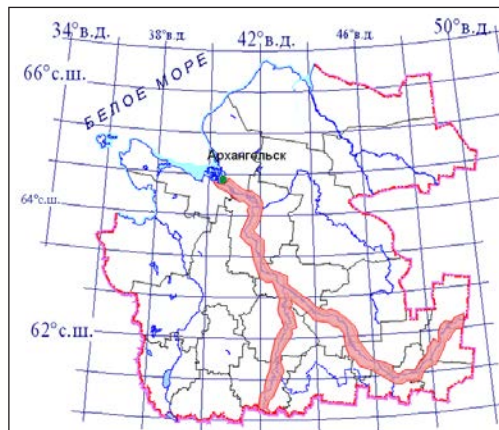 34°в.д.
38°в.д.
42°в.д.
46°в.д.
50°в.д.
66°с.ш.
БЕЛОЕ МОРЕ
Архангельск
64°с.ш.
62°с.ш.